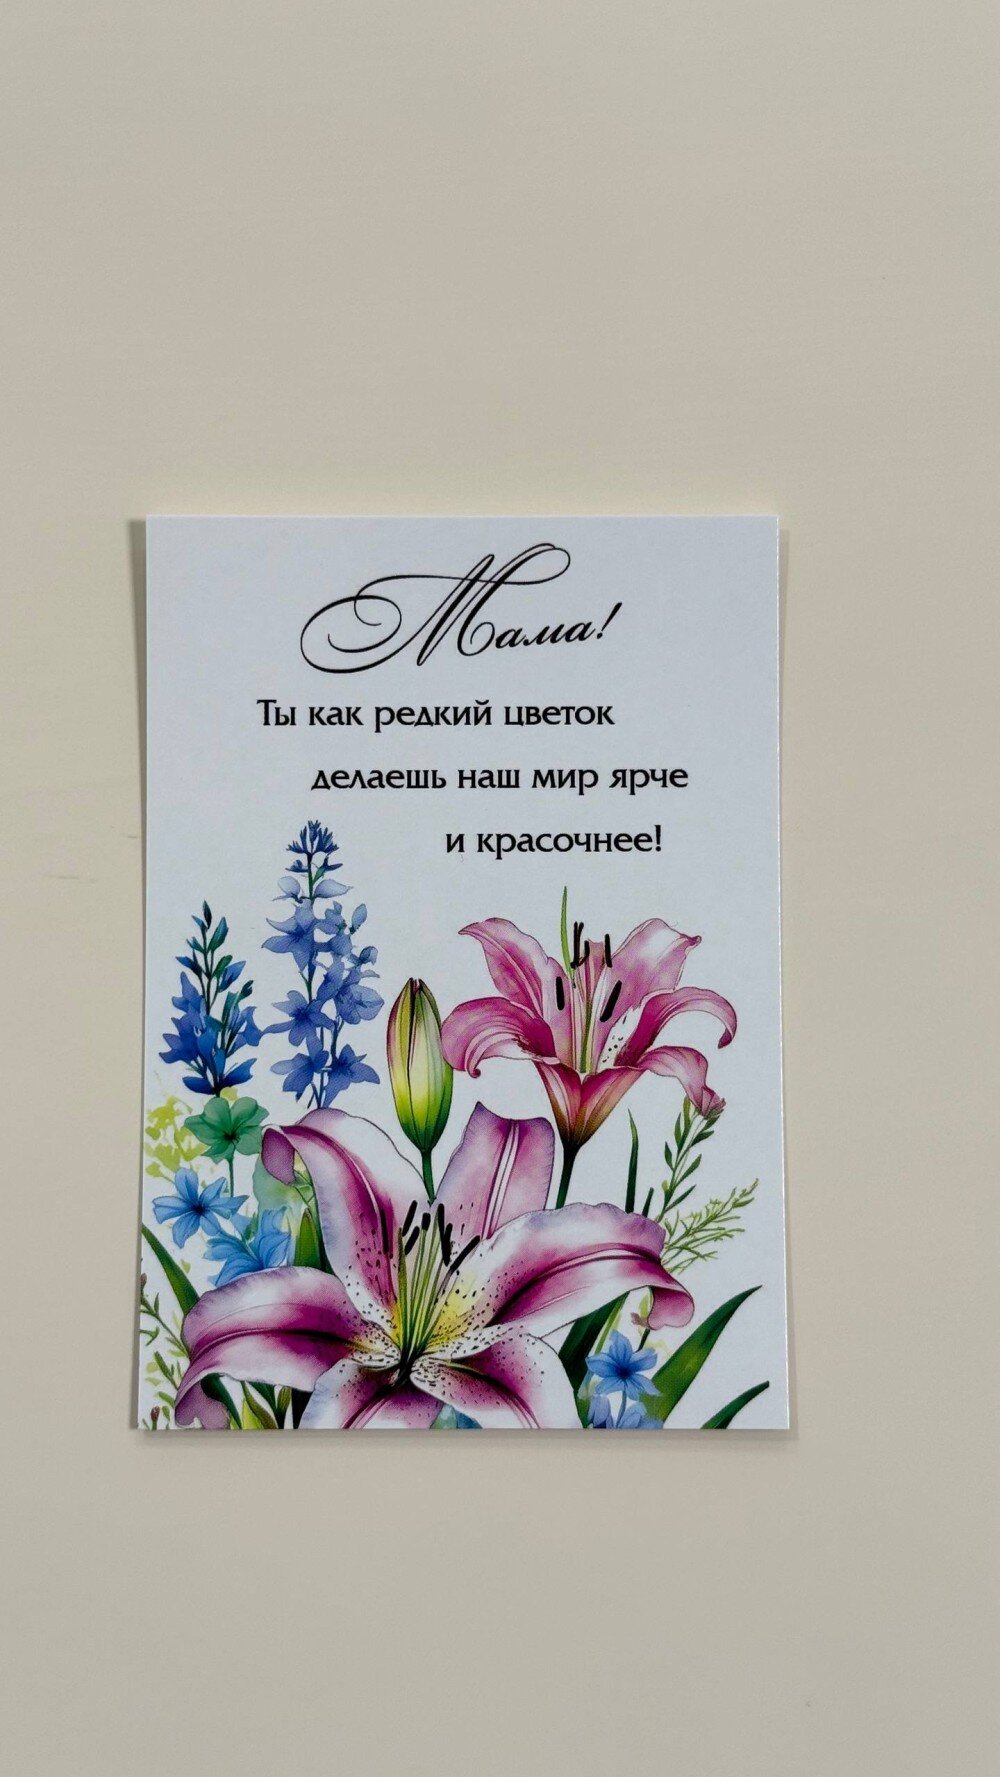 Мама!
Ты как редкий цветок
делаешь наш мир ярче
и красочнее!